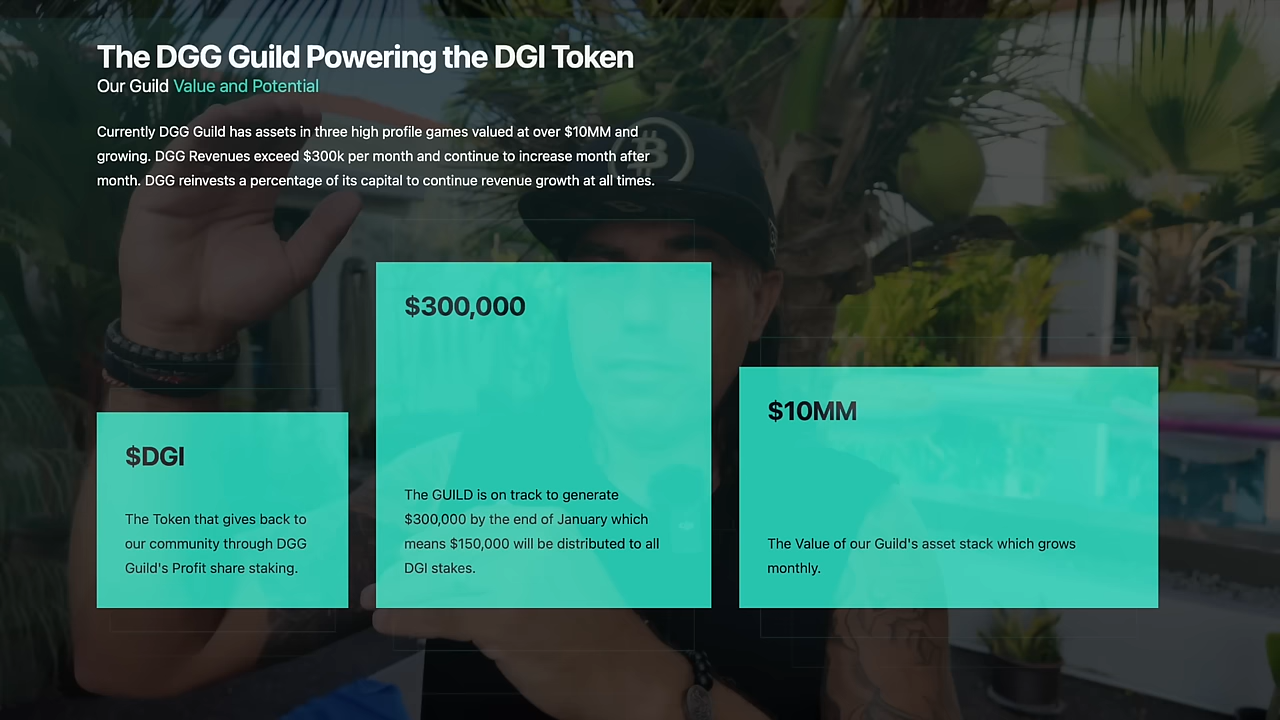 The DGG Guild Powering the DGI Token
Our Guild Value and Potential
Currently DGG Guild has assets in three high profile games valued at over $10MM and
growing. DGG Revenues exceed $300k per month and continue to increase month after
month. DGG reinvests a percentage of its capital to continue revenue growth at all times.
$DGI
The Token that gives back to
our community through DGG
Guild's Profit share staking.
$300,000
The GUILD is on track to generate
$300,000 by the end of January which
means $150,000 will be distributed to all
DGI stakes.
$10MM
The Value of our Guild's asset stack which grows
monthly.